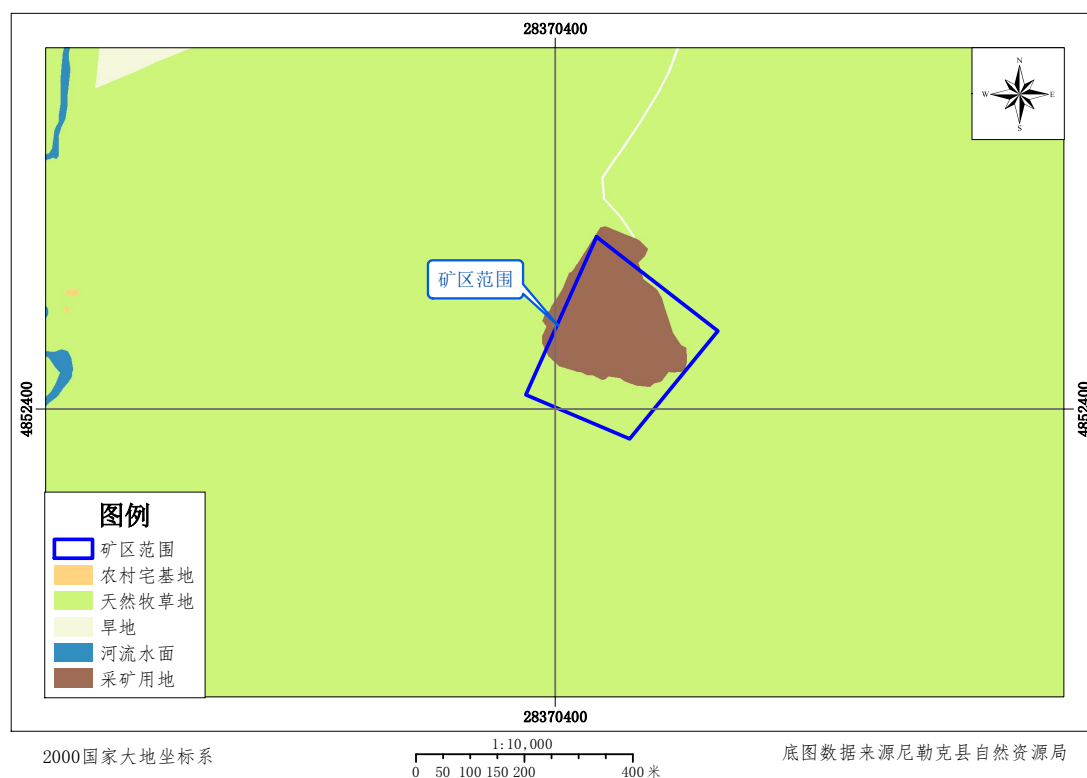 28370400
N
W
E
S
矿区范围
4852400
4852400
图例
矿区范围
农村宅基地
天然牧草地
旱地
河流水面
采矿用地
28370400
2000国家大地坐标系
1:10,000
0 50 100 150 200 400 米
底图数据来源尼勒克县自然资源局